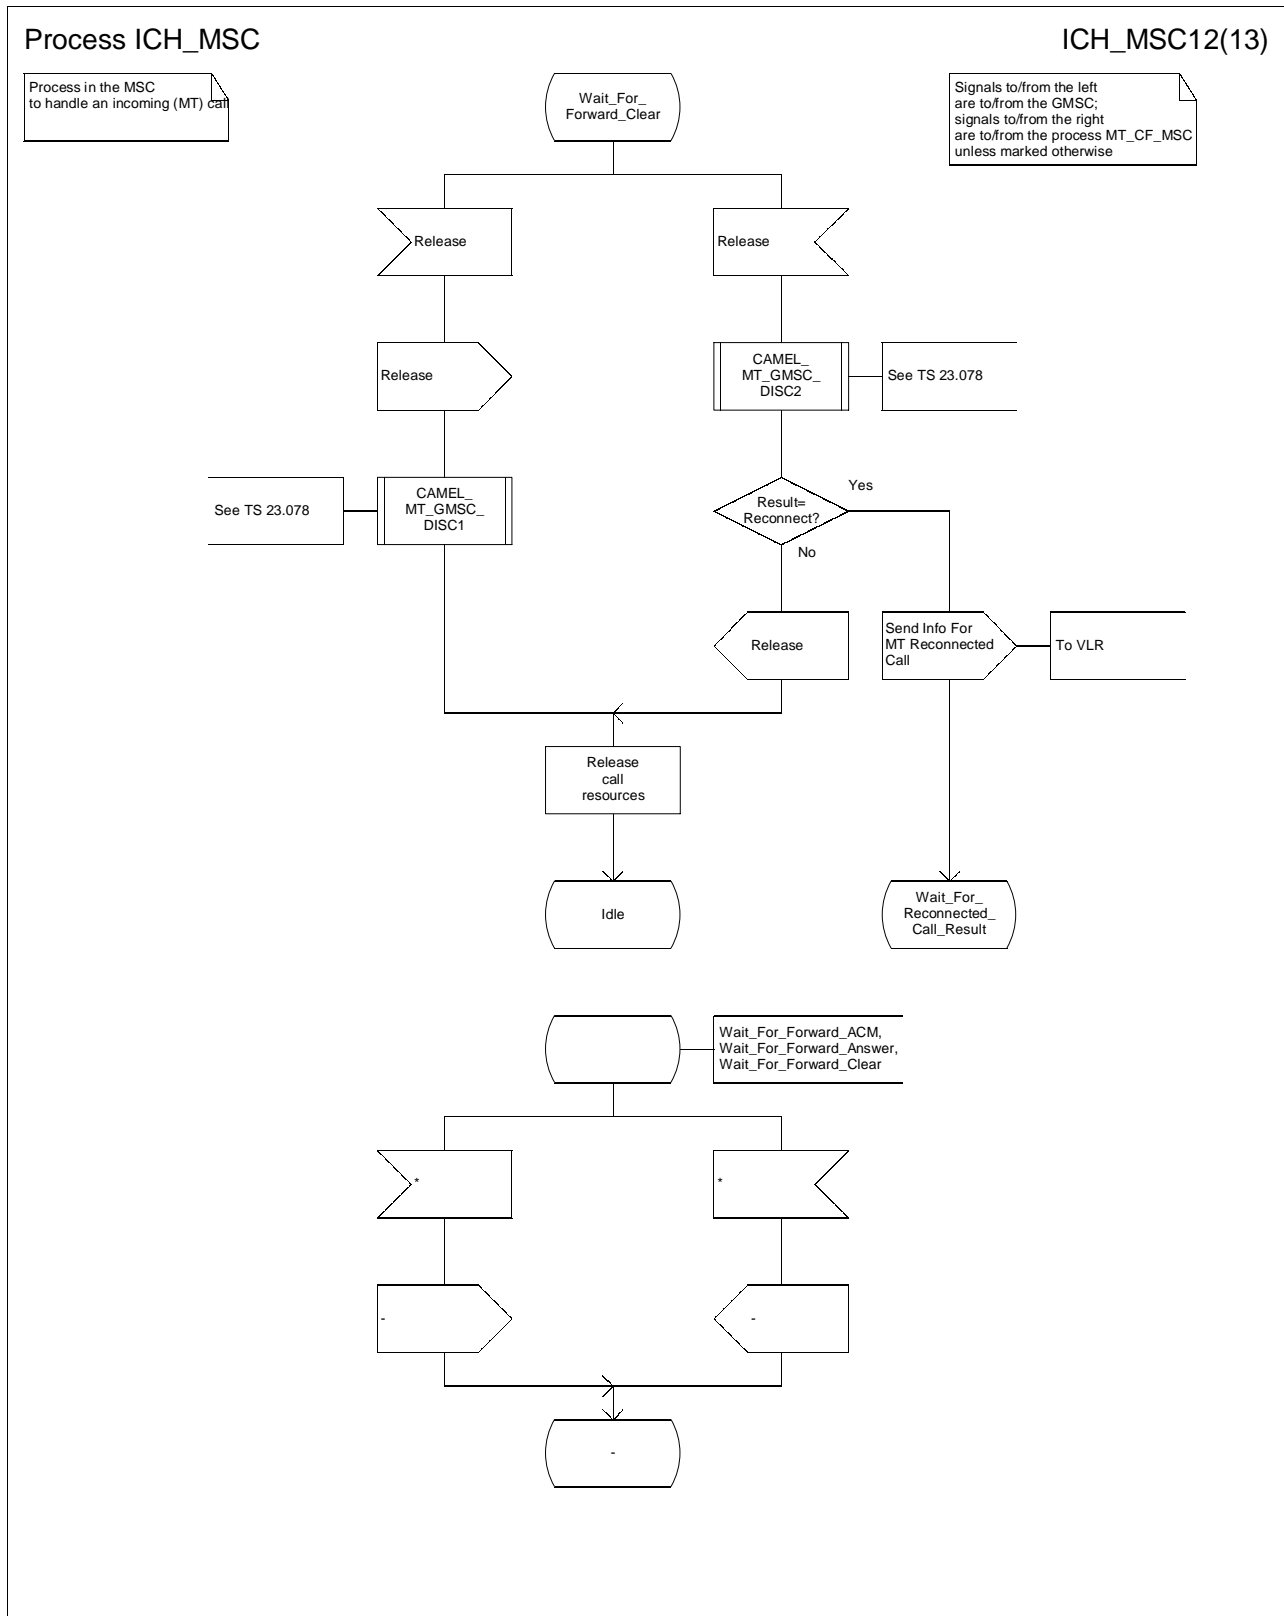 Process ICH_MSC
ICH_MSC12(13)
Process in the MSC
to handle an incoming (MT) call
Signals to/from the left
are to/from the GMSC;
signals to/from the right
are to/from the process MT_CF_MSC
unless marked otherwise
Wait_For_
Forward_Clear
Release
Release
Release
CAMEL_
MT_GMSC_
DISC2
See TS 23.078
See TS 23.078
CAMEL_
MT_GMSC_
DISC1
Result=
Reconnect?
Yes
No
Release
Send Info For
MT Reconnected
Call
To VLR
Release
call
resources
Idle
Wait_For_
Reconnected_
Call_Result
Wait_For_Forward_ACM,
Wait_For_Forward_Answer,
Wait_For_Forward_Clear
*
*
-
-
-